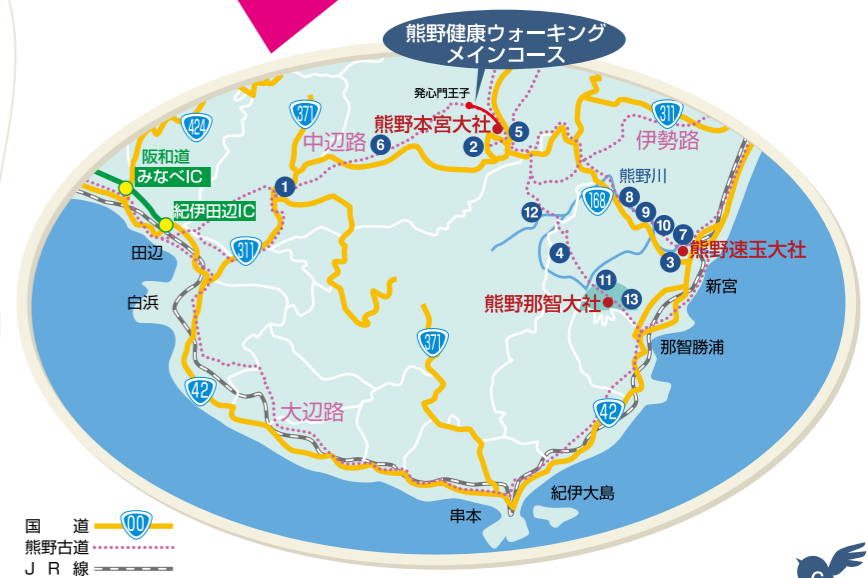 熊野健康ウォーキング
メインコース
発心門王子
371
311
424
中辺路
熊野本宮大社
5
伊勢路
6
2
阪和道
みなべIC
1
熊野川
168
8
紀伊田辺IC
12
9
10
7
田辺
311
4
3
熊野速玉大社
白浜
11
新宮
熊野那智大社
13
371
那智勝浦
42
大辺路
42
紀伊大島
串本
国道
00
熊野古道
JR線